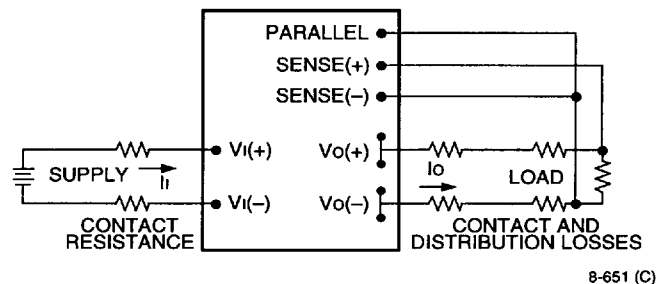 PARALLEL
SENSE(+)
SENSE(–)
VI(+)
VO(+)
SUPPLY
II
IO
LOAD
VI(–)
VO(–)
CONTACT
RESISTANCE
CONTACT AND
DISTRIBUTION LOSSES
8-651 (C)